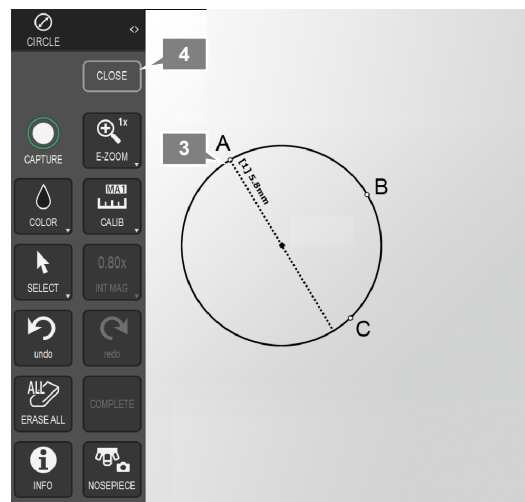 CIRCLE
<>
CLOSE
4
CAPTURE
1x
E-ZOOM
3
A
[1] 5.8mm
B
COLOR
MA1
CALIB
SELECT
0.80x
INT MAG
C
undo
redo
ALL
ERASE ALL
COMPLETE
INFO
NOSEPIECE